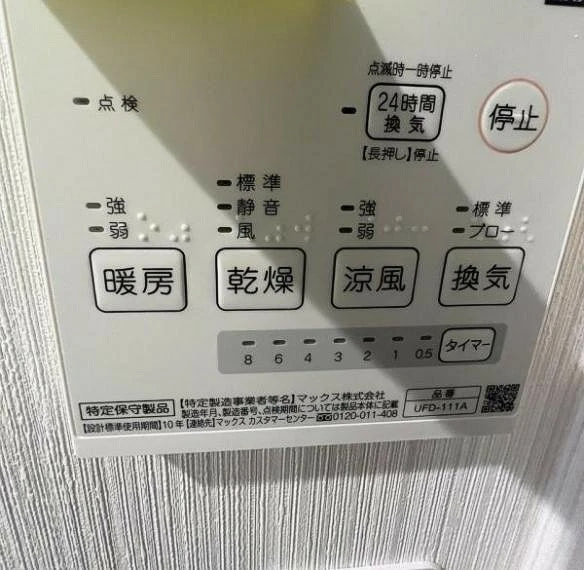 点滅時一時停止
点検
24時間
換気
停止
【長押し】停止
標準
強
静音
強
標準
弱
風
弱
ブロー
暖房
乾燥
涼風
換気
8 6 4 3 2 1 0.5
タイマー
特定保守製品
【特定製造事業者等名】マックス株式会社
製造年月、製造番号、点検期間については製品本体に記載
品番
UFD-111A
【設計標準使用期間】10年【連絡先】マックス カスタマーセンター 0120-011-408